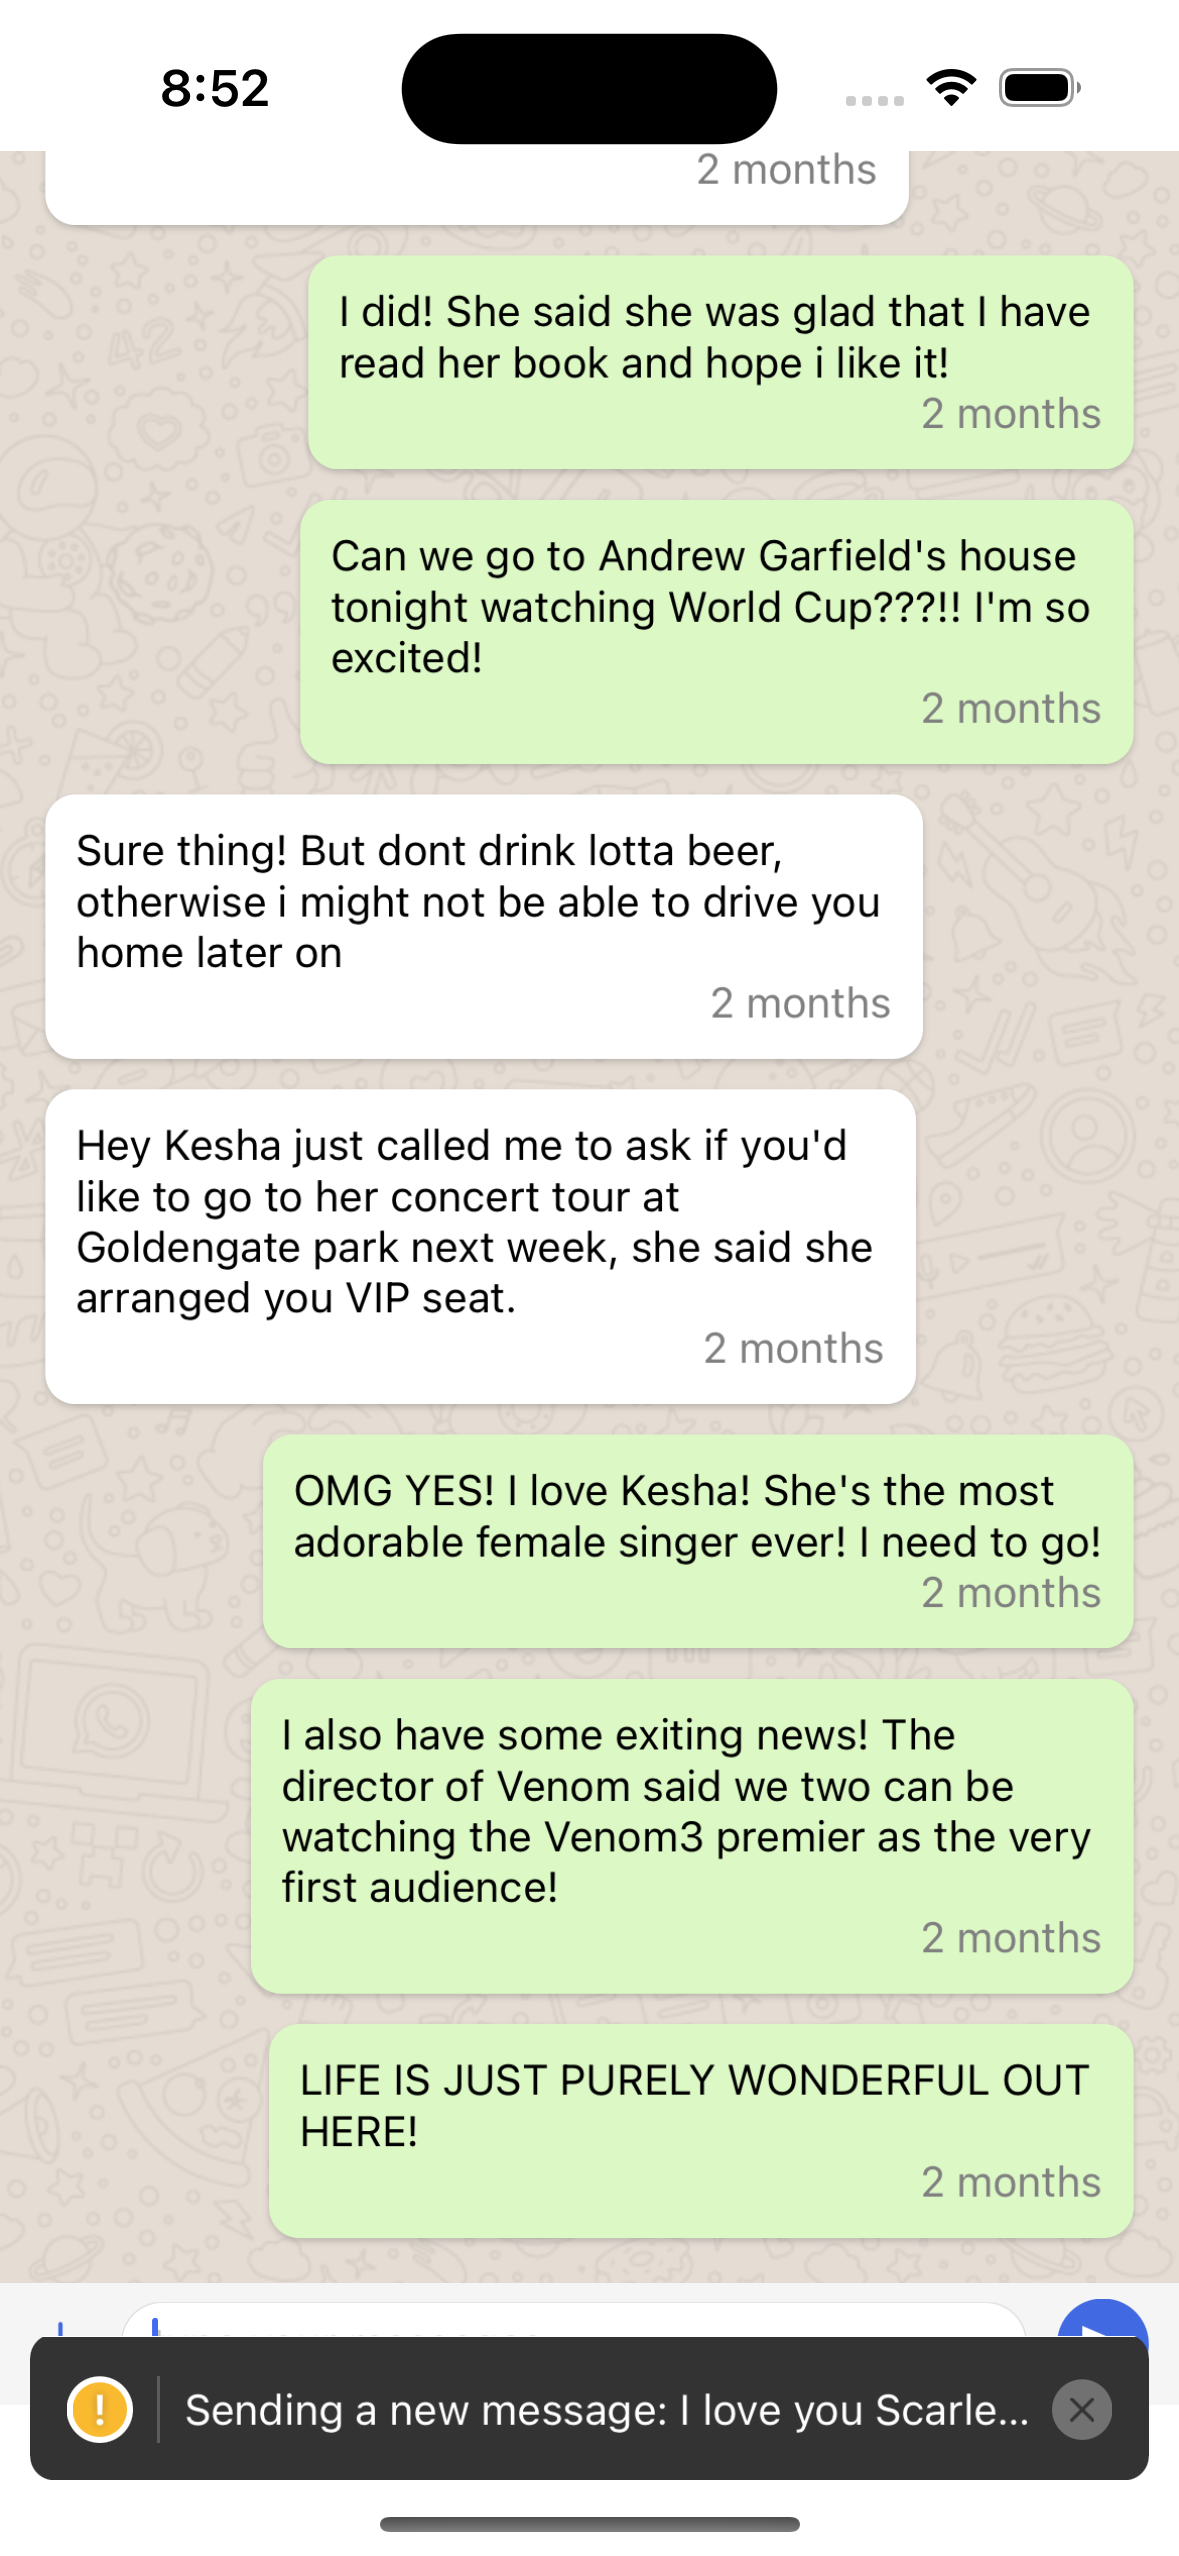 8:52
2 months
I did! She said she was glad that I have
read her book and hope i like it!
2 months
Can we go to Andrew Garfield's house
tonight watching World Cup???!! I'm so
excited!
2 months
Sure thing! But dont drink lotta beer,
otherwise i might not be able to drive you
home later on
2 months
Hey Kesha just called me to ask if you'd
like to go to her concert tour at
Goldengate park next week, she said she
arranged you VIP seat.
2 months
OMG YES! I love Kesha! She's the most
adorable female singer ever! I need to go!
2 months
I also have some exiting news! The
director of Venom said we two can be
watching the Venom3 premier as the very
first audience!
2 months
LIFE IS JUST PURELY WONDERFUL OUT
HERE!
2 months
Sending a new message: I love you Scarle...